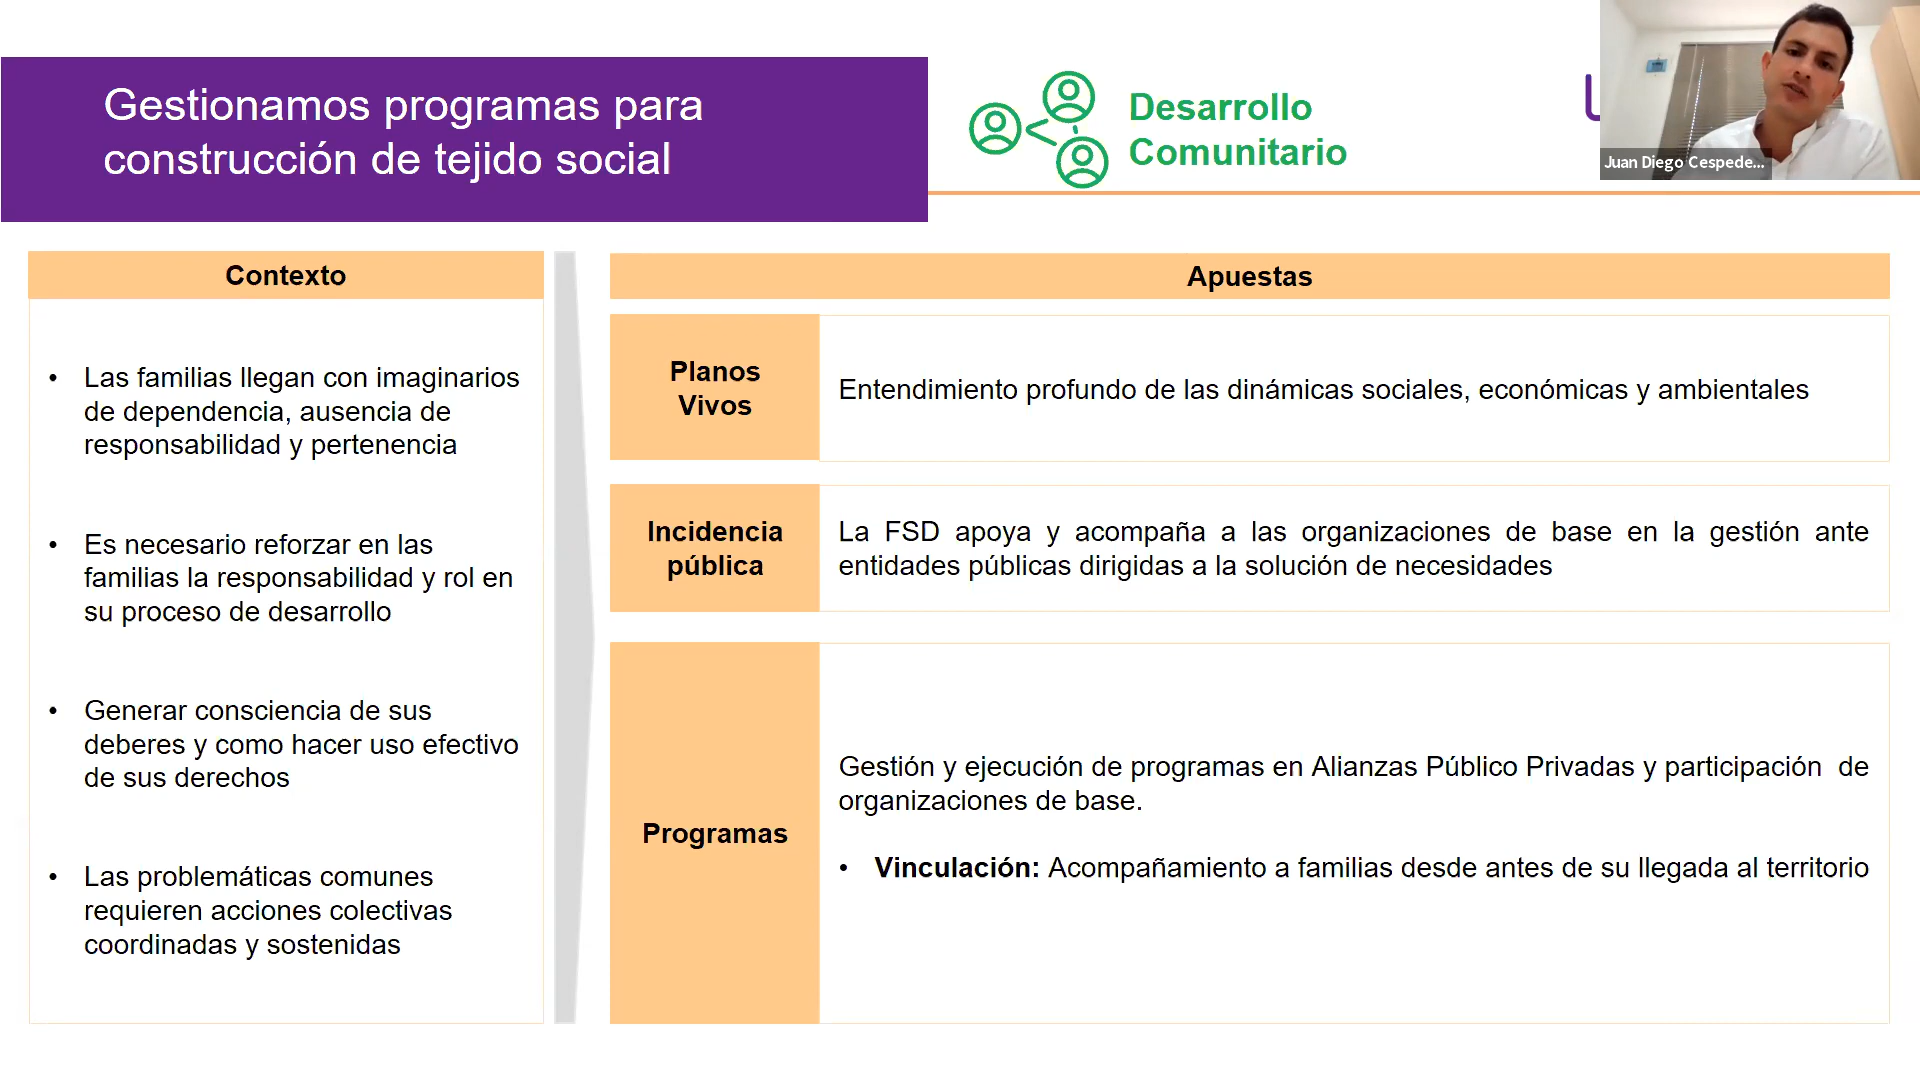 Gestionamos programas para
construcción de tejido social
Desarrollo
Comunitario
Juan Diego Cespede...
Contexto
Las familias llegan con imaginarios
de dependencia, ausencia de
responsabilidad y pertenencia
Es necesario reforzar en las
familias la responsabilidad y rol en
su proceso de desarrollo
Generar consciencia de sus
deberes y como hacer uso efectivo
de sus derechos
Las problemáticas comunes
requieren acciones colectivas
coordinadas y sostenidas
Apuestas
Planos
Vivos
Entendimiento profundo de las dinámicas sociales, económicas y ambientales
Incidencia
pública
La FSD apoya y acompaña a las organizaciones de base en la gestión ante
entidades públicas dirigidas a la solución de necesidades
Programas
Gestión y ejecución de programas en Alianzas Público Privadas y participación de
organizaciones de base.
• Vinculación: Acompañamiento a familias desde antes de su llegada al territorio